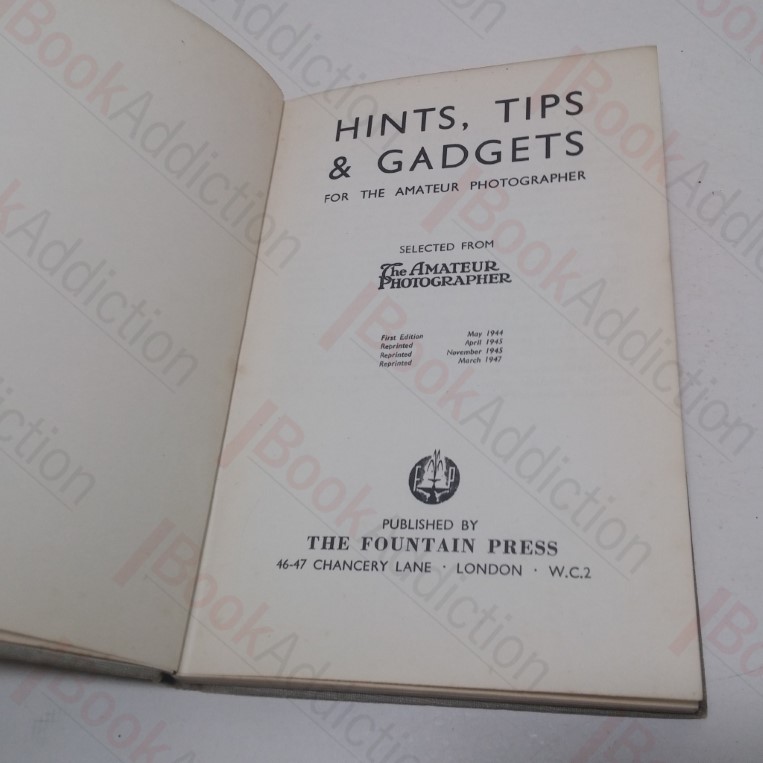 HINTS, TIPS
& GADGETS
FOR THE AMATEUR PHOTOGRAPHER
SELECTED FROM
The AMATEUR
PHOTOGRAPHER
First Edition May 1944
Reprinted April 1945
Reprinted November 1945
Reprinted March 1947
F P
PUBLISHED BY
THE FOUNTAIN PRESS
46-47 CHANCERY LANE · LONDON · W.C.2
BookAddiction